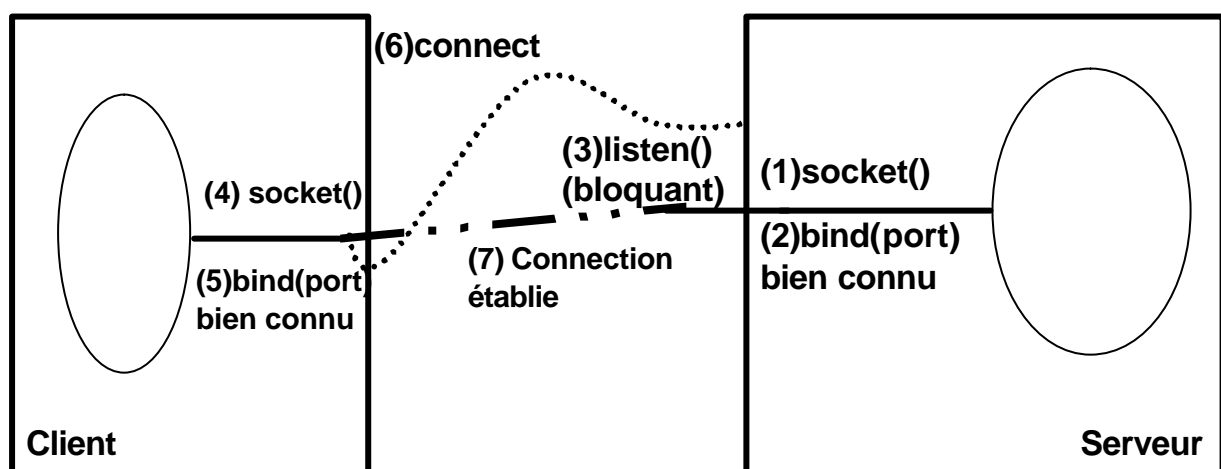 (6)connect
(3)listen()
(bloquant)
(1)socket()
(4) socket()
(2)bind(port)
bien connu
(7) Connection
établie
(5)bind(port)
bien connu
Client
Serveur